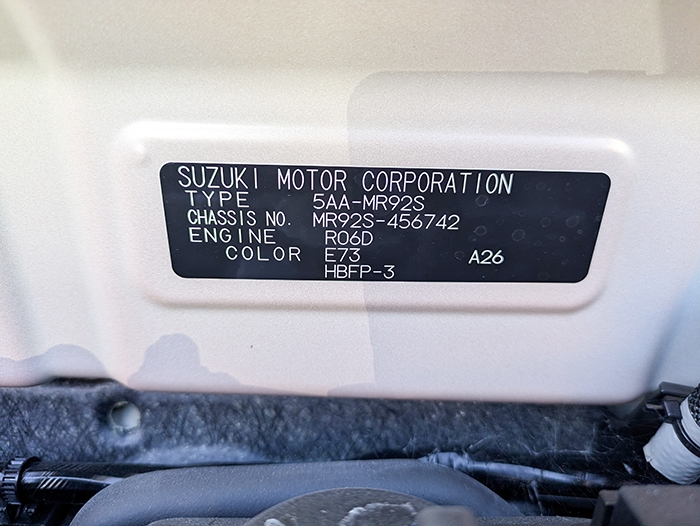 SUZUKI MOTOR CORPORATION
TYPE 5AA-MR92S
CHASSIS NO. MR92S-456742
ENGINE R06D
COLOR E73 A26
HBFP-3